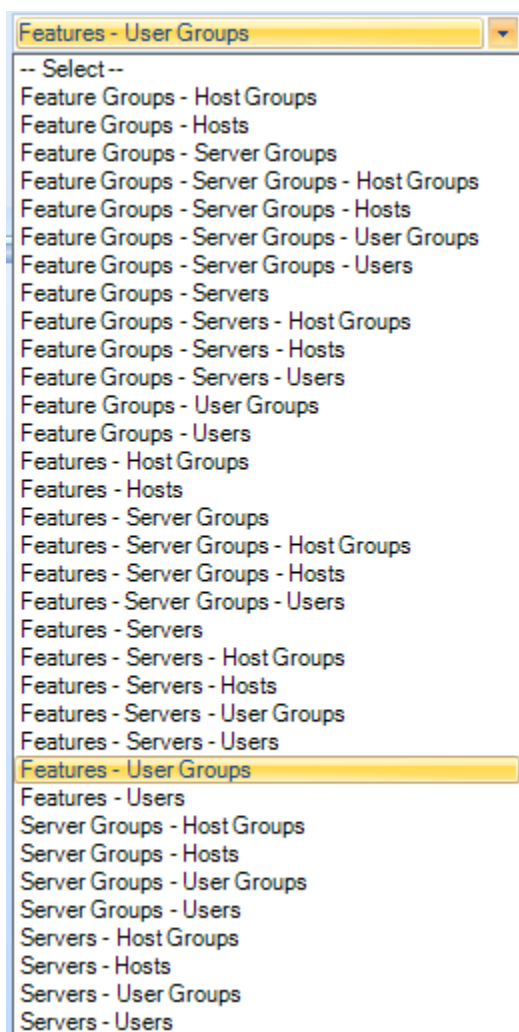 Features - User Groups
-- Select --
Feature Groups - Host Groups
Feature Groups - Hosts
Feature Groups - Server Groups
Feature Groups - Server Groups - Host Groups
Feature Groups - Server Groups - Hosts
Feature Groups - Server Groups - User Groups
Feature Groups - Server Groups - Users
Feature Groups - Servers
Feature Groups - Servers - Host Groups
Feature Groups - Servers - Hosts
Feature Groups - Servers - Users
Feature Groups - User Groups
Feature Groups - Users
Features - Host Groups
Features - Hosts
Features - Server Groups
Features - Server Groups - Host Groups
Features - Server Groups - Hosts
Features - Server Groups - Users
Features - Servers
Features - Servers - Host Groups
Features - Servers - Hosts
Features - Servers - User Groups
Features - Servers - Users
Features - User Groups
Features - Users
Server Groups - Host Groups
Server Groups - Hosts
Server Groups - User Groups
Server Groups - Users
Servers - Host Groups
Servers - Hosts
Servers - User Groups
Servers - Users